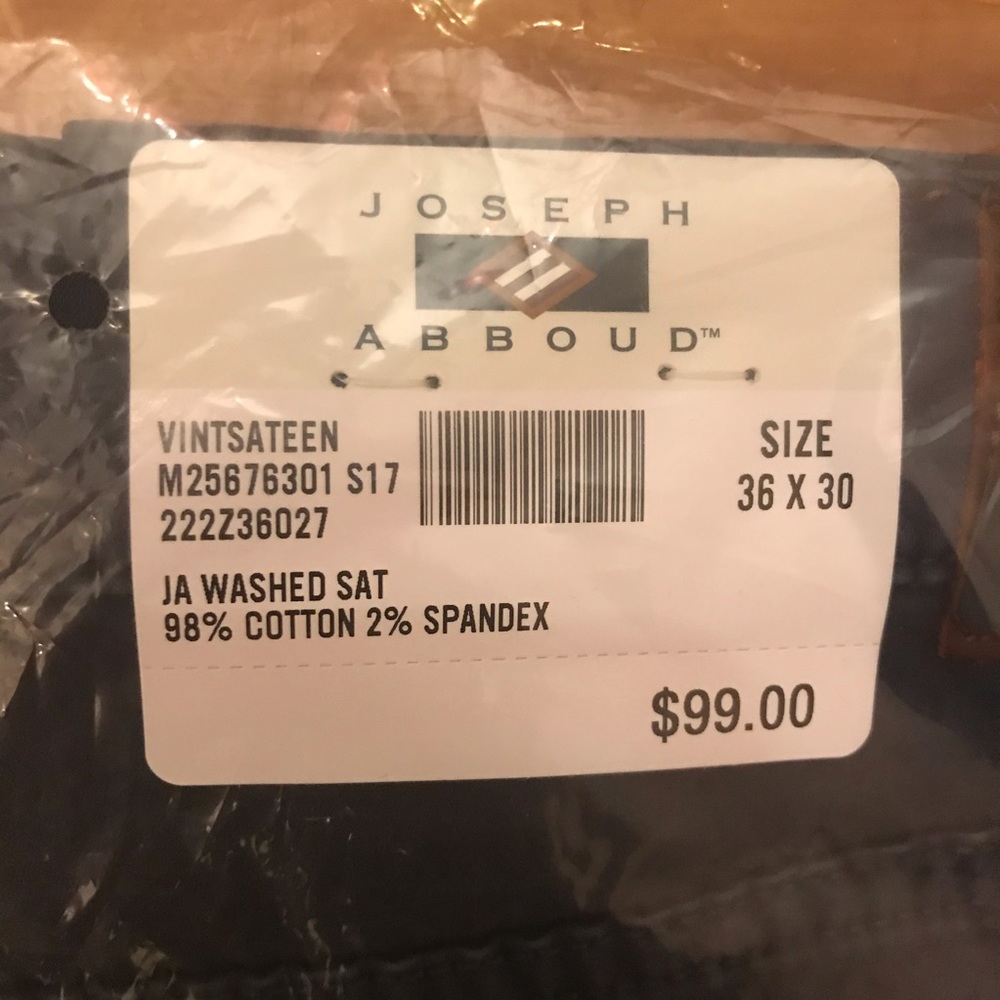 JOSEPH
ABBOUD™
VINTSATEEN
M25676301 S17
222Z36027
SIZE
36 X 30
JA WASHED SAT
98% COTTON 2% SPANDEX
$99.00